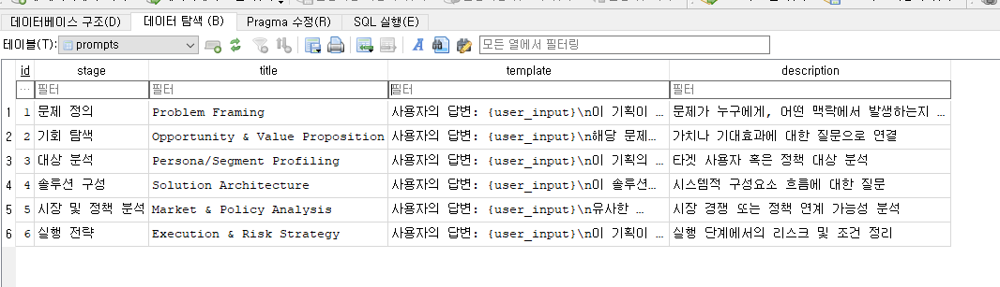 데이터베이스 구조(D) 데이터 탐색 (B) Pragma 수정(R) SQL 실행(E)
테이블(T): prompts 모든 열에서 필터링
id stage title template description
... 필터 필터 필터 필터
1 1 문제 정의 Problem Framing 사용자의 답변: {user_input}\n이 기획이 … 문제가 누구에게, 어떤 맥락에서 발생하는지 …
2 2 기회 탐색 Opportunity & Value Proposition 사용자의 답변: {user_input}\n해당 문제… 가치나 기대효과에 대한 질문으로 연결
3 3 대상 분석 Persona/Segment Profiling 사용자의 답변: {user_input}\n이 기획의 … 타겟 사용자 혹은 정책 대상 분석
4 4 솔루션 구성 Solution Architecture 사용자의 답변: {user_input}\n이 솔루션… 시스템적 구성요소 흐름에 대한 질문
5 5 시장 및 정책 분석 Market & Policy Analysis 사용자의 답변: {user_input}\n유사한 … 시장 경쟁 또는 정책 연계 가능성 분석
6 6 실행 전략 Execution & Risk Strategy 사용자의 답변: {user_input}\n이 기획이 … 실행 단계에서의 리스크 및 조건 정리